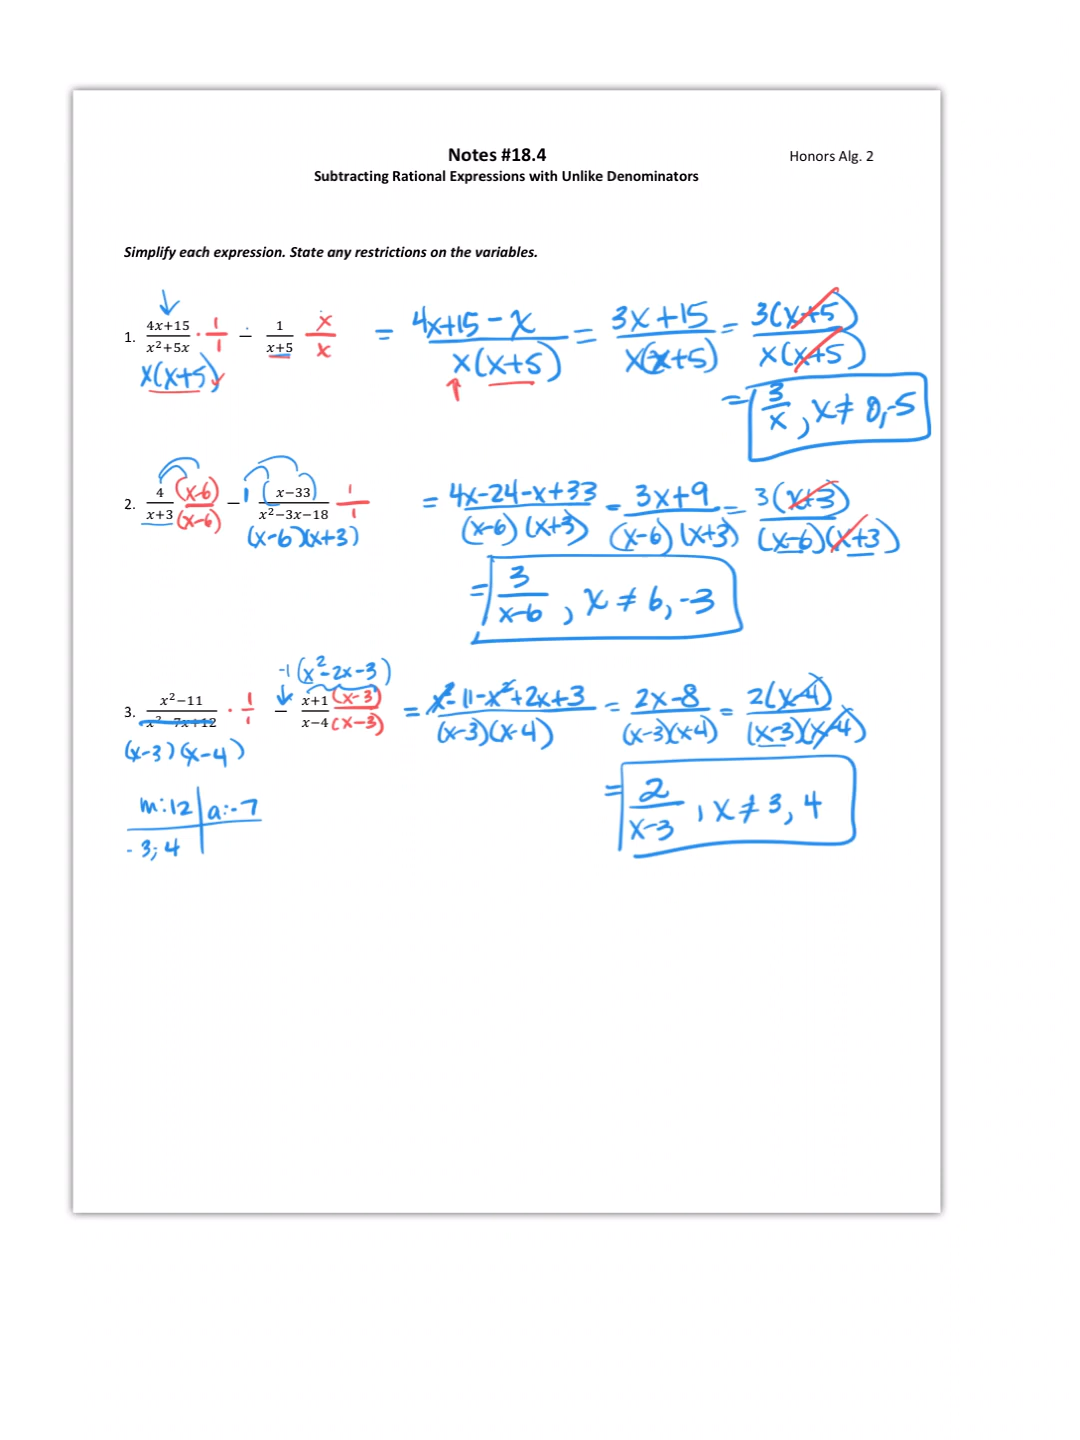 Notes #18.4
Honors Alg. 2
Subtracting Rational Expressions with Unlike Denominators
Simplify each expression. State any restrictions on the variables.
1. (4x+15)/(x²+5x) · 1/1 − 1/(x+5) x/x = (4x+15−x)/(x(x+5)) = (3x+15)/(x(x+5)) = 3(x+5)/(x(x+5))
x(x+5)
= 3/x , x≠0,-5
2. 4/(x+3) (x-6)/(x-6) − 1(x−33)/(x²−3x−18) 1/1 = (4x-24-x+33)/((x-6)(x+3)) = (3x+9)/((x-6)(x+3)) = 3(x+3)/((x-6)(x+3))
(x-6)(x+3)
= 3/(x-6) , x≠6,-3
-1(x²-2x-3)
3. (x²−11)/(x²−7x+12) · 1/1 − (x+1)/(x−4) (x-3)/(x-3) = (x²-11-x²+2x+3)/((x-3)(x-4)) = (2x-8)/((x-3)(x-4)) = 2(x-4)/((x-3)(x-4))
(x-3)(x-4)
= 2/(x-3) , x≠3,4
m:12 a:-7
-3;4